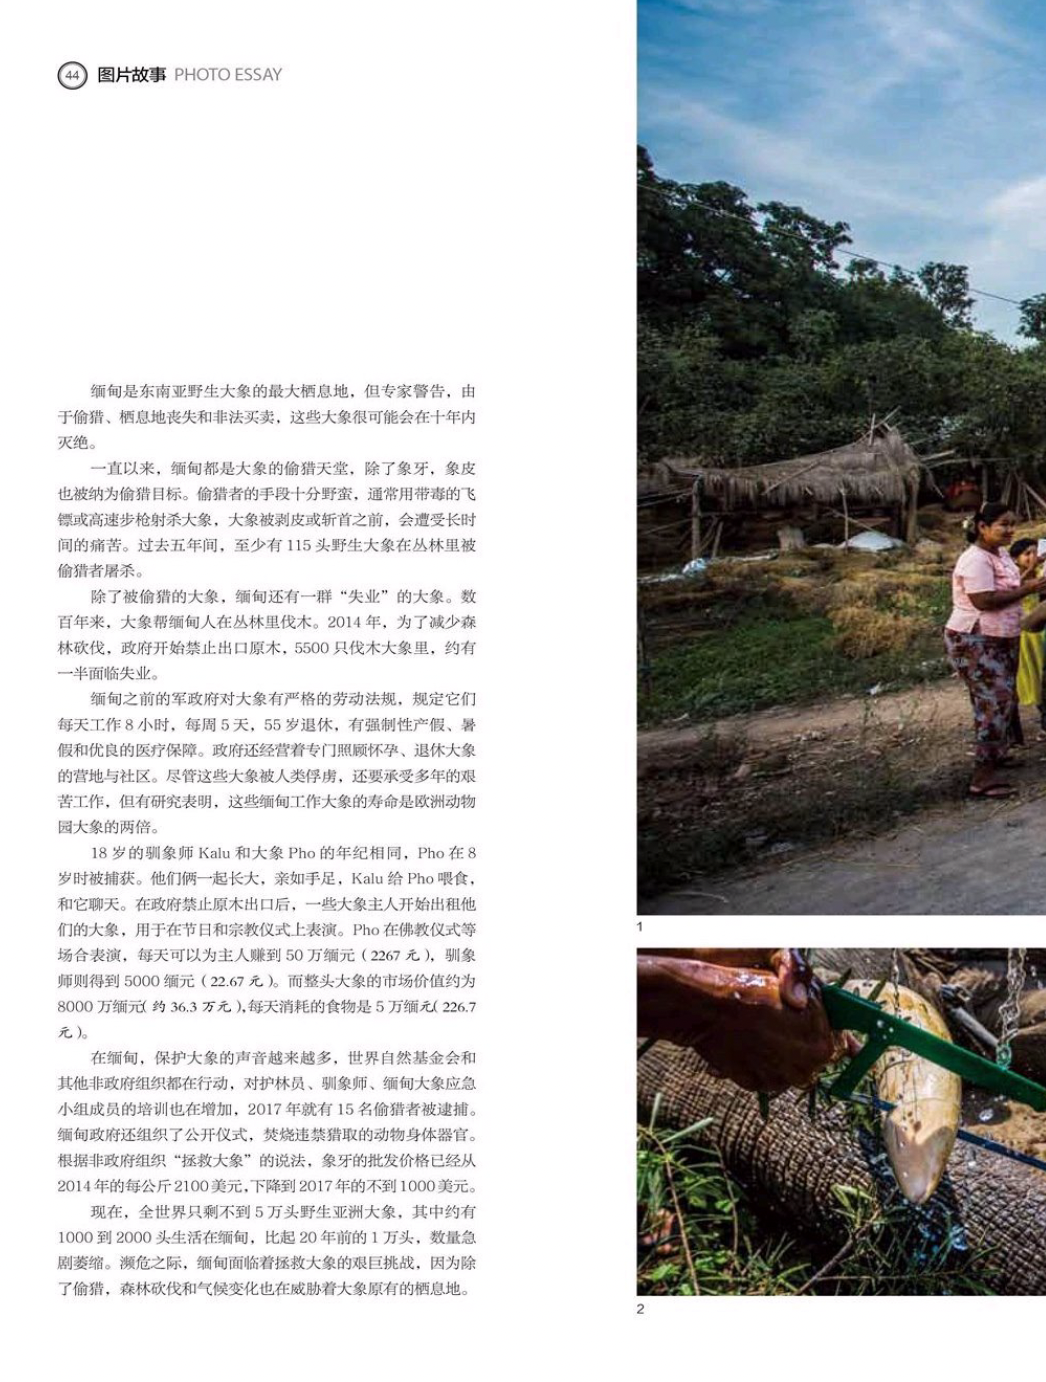 44 图片故事 PHOTO ESSAY
缅甸是东南亚野生大象的最大栖息地，但专家警告，由
于偷猎、栖息地丧失和非法买卖，这些大象很可能会在十年内
灭绝。
一直以来，缅甸都是大象的偷猎天堂，除了象牙，象皮
也被纳为偷猎目标。偷猎者的手段十分野蛮，通常用带毒的飞
镖或高速步枪射杀大象，大象被剥皮或斩首之前，会遭受长时
间的痛苦。过去五年间，至少有 115 头野生大象在丛林里被
偷猎者屠杀。
除了被偷猎的大象，缅甸还有一群“失业”的大象。数
百年来，大象帮缅甸人在丛林里伐木。2014 年，为了减少森
林砍伐，政府开始禁止出口原木，5500 只伐木大象里，约有
一半面临失业。
缅甸之前的军政府对大象有严格的劳动法规，规定它们
每天工作 8 小时，每周 5 天，55 岁退休，有强制性产假、暑
假和优良的医疗保障。政府还经营着专门照顾怀孕、退休大象
的营地与社区。尽管这些大象被人类俘虏，还要承受多年的艰
苦工作，但有研究表明，这些缅甸工作大象的寿命是欧洲动物
园大象的两倍。
18 岁的驯象师 Kalu 和大象 Pho 的年纪相同，Pho 在 8
岁时被捕获。他们俩一起长大，亲如手足，Kalu 给 Pho 喂食，
和它聊天。在政府禁止原木出口后，一些大象主人开始出租他
们的大象，用于在节日和宗教仪式上表演。Pho 在佛教仪式等
场合表演，每天可以为主人赚到 50 万缅元（2267 元），驯象
师则得到 5000 缅元（22.67 元）。而整头大象的市场价值约为
8000 万缅元（约 36.3 万元），每天消耗的食物是 5 万缅元（226.7
元）。
在缅甸，保护大象的声音越来越多，世界自然基金会和
其他非政府组织都在行动，对护林员、驯象师、缅甸大象应急
小组成员的培训也在增加，2017 年就有 15 名偷猎者被逮捕。
缅甸政府还组织了公开仪式，焚烧违禁猎取的动物身体器官。
根据非政府组织“拯救大象”的说法，象牙的批发价格已经从
2014 年的每公斤 2100 美元，下降到 2017 年的不到 1000 美元。
现在，全世界只剩不到 5 万头野生亚洲大象，其中约有
1000 到 2000 头生活在缅甸，比起 20 年前的 1 万头，数量急
剧萎缩。濒危之际，缅甸面临着拯救大象的艰巨挑战，因为除
了偷猎，森林砍伐和气候变化也在威胁着大象原有的栖息地。
1
2